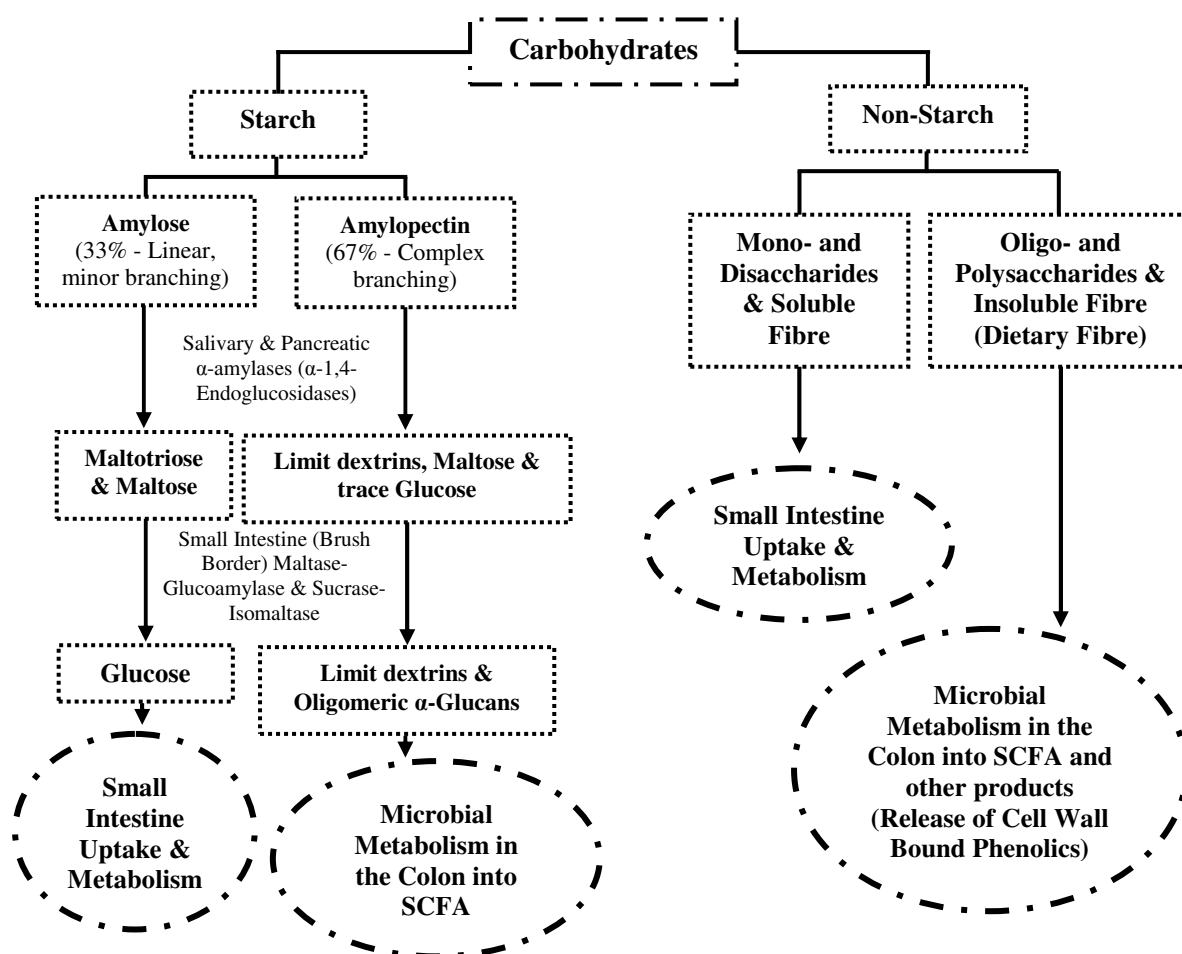 Carbohydrates
Starch
Non-Starch
Amylose
(33% - Linear,
minor branching)
Amylopectin
(67% - Complex
branching)
Mono- and
Disaccharides
& Soluble
Fibre
Oligo- and
Polysaccharides &
Insoluble Fibre
(Dietary Fibre)
Salivary & Pancreatic
α-amylases (α-1,4-
Endoglucosidases)
Maltotriose
& Maltose
Limit dextrins, Maltose &
trace Glucose
Small Intestine
Uptake &
Metabolism
Small Intestine (Brush
Border) Maltase-
Glucoamylase & Sucrase-
Isomaltase
Glucose
Limit dextrins &
Oligomeric α-Glucans
Microbial
Metabolism in the
Colon into SCFA and
other products
(Release of Cell Wall
Bound Phenolics)
Small
Intestine
Uptake &
Metabolism
Microbial
Metabolism in
the Colon into
SCFA